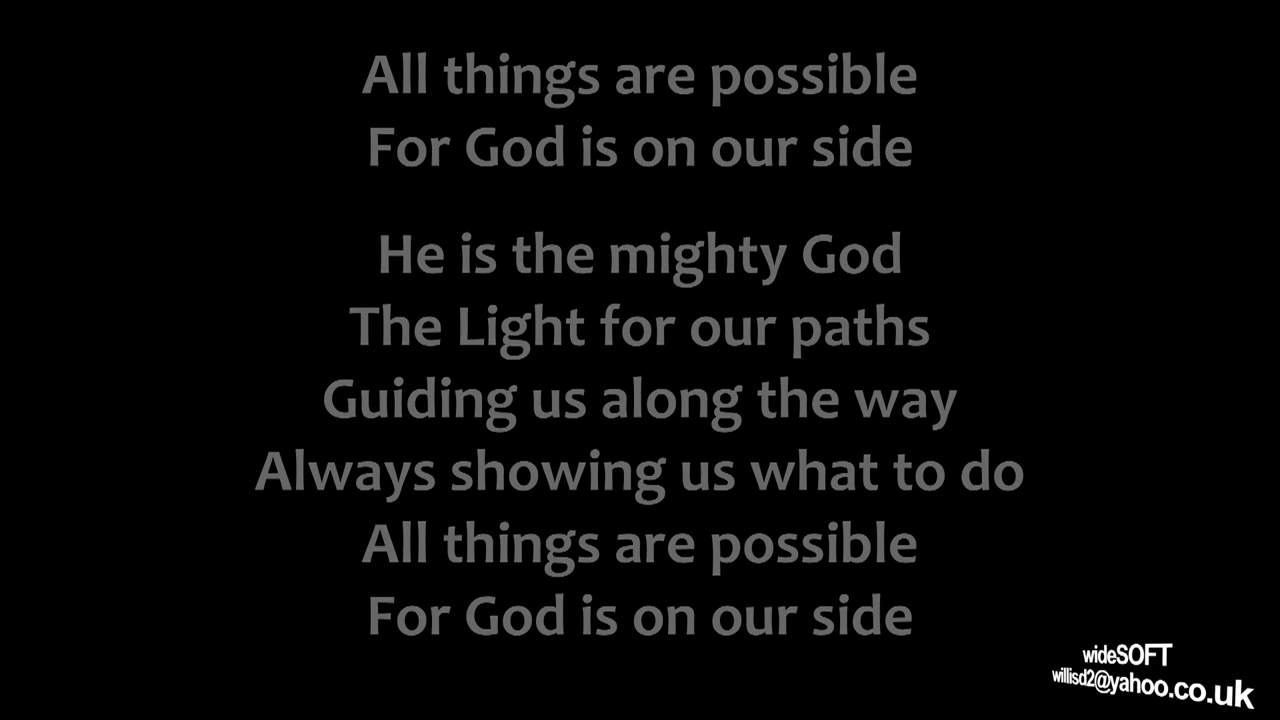 All things are possible
For God is on our side
He is the mighty God
The Light for our paths
Guiding us along the way
Always showing us what to do
All things are possible
For God is on our side
wideSOFT
willisd2@yahoo.co.uk